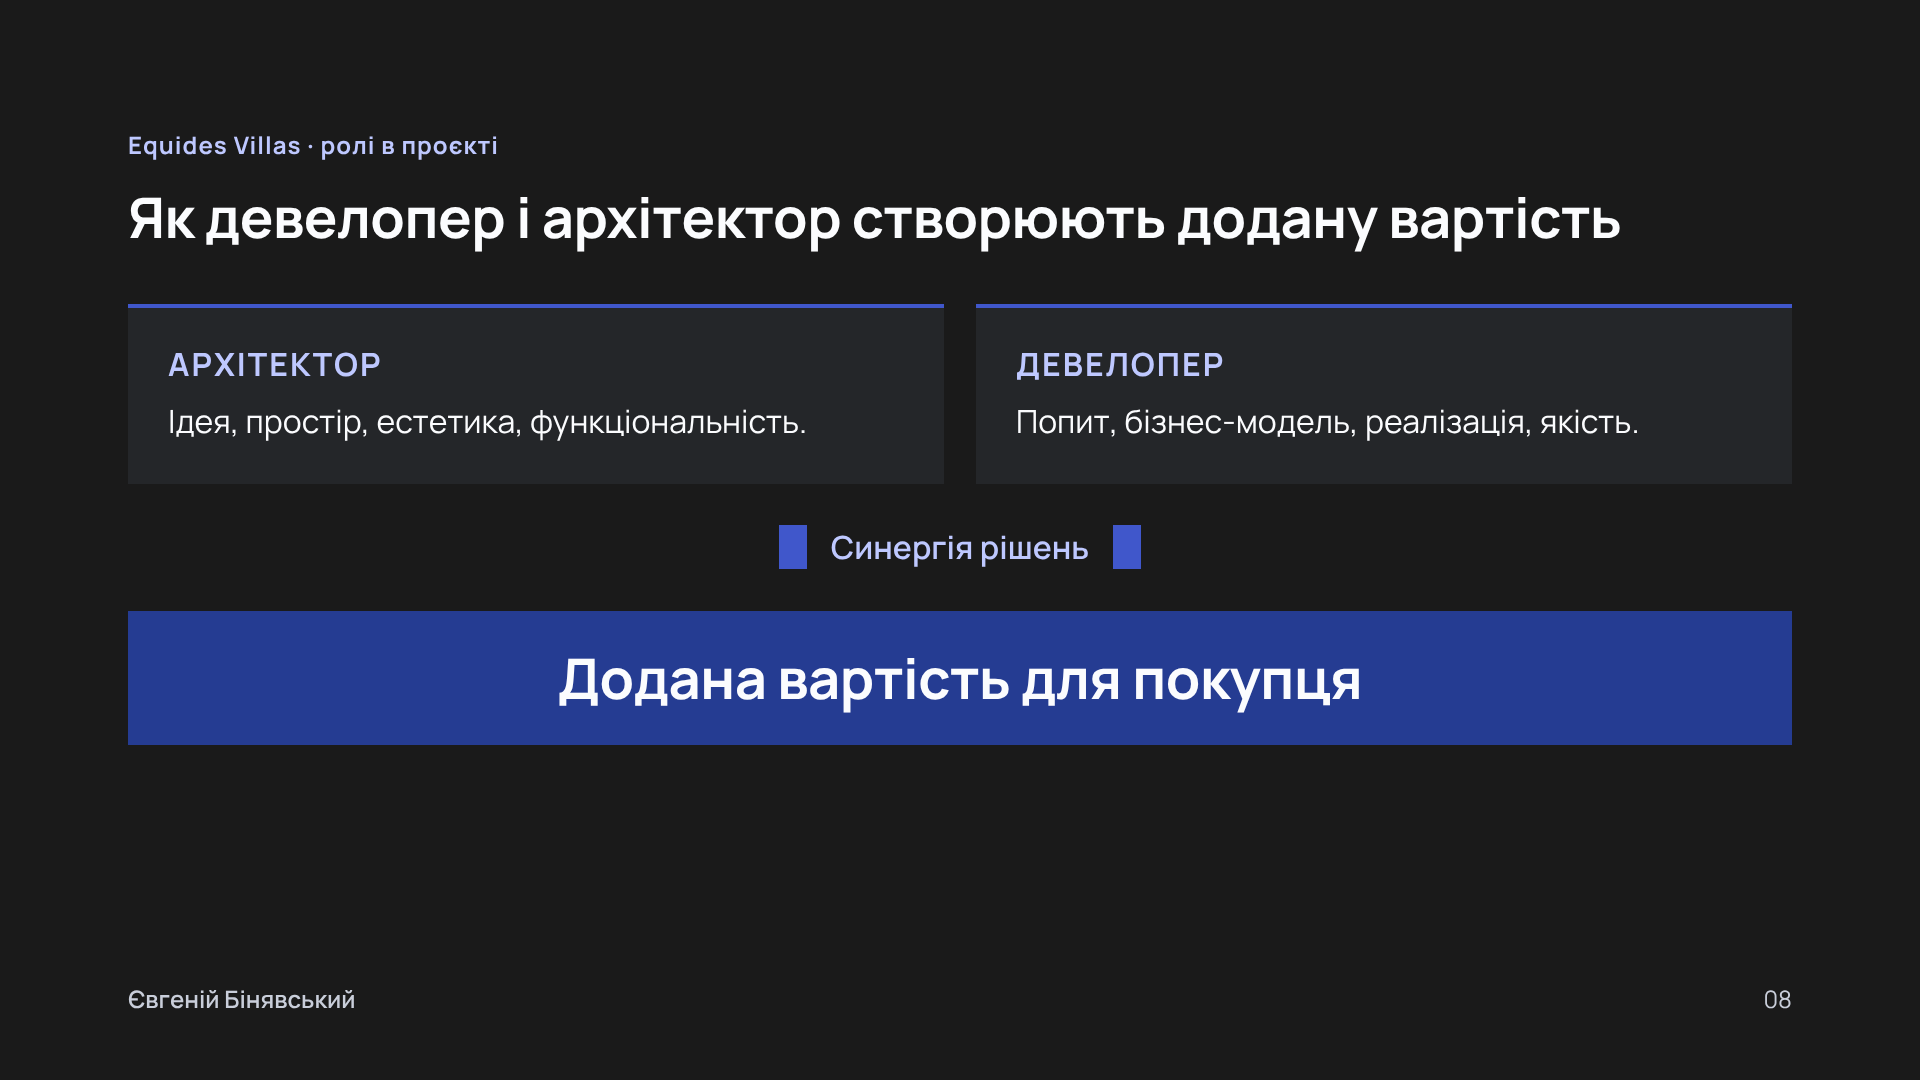 Equides Villas · ролі в проєкті
Як девелопер і архітектор створюють додану вартість
АРХІТЕКТОР
Ідея, простір, естетика, функціональність.
ДЕВЕЛОПЕР
Попит, бізнес-модель, реалізація, якість.
Синергія рішень
Додана вартість для покупця
Євгеній Бінявський
08